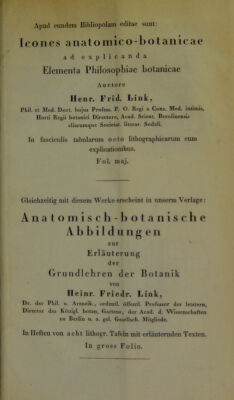 Apud eundem Bibliopolam editae sunt:
Icones anatomico-botanicae
ad explicanda
Elementa Philosophiae botanicae
Auctore
Henr. Frid. Link,
Phil. et Med. Doct. hujus Profess. P. O. Regi a Cons. Med. intimis,
Horti Regii botanici Directore, Acad. Scient. Berolinensis
aliarumque Societat. literar. Sodali.
In fasciculis tabularum octo lithographicarum cum
explicationibus.
Fol. maj.
Gleichzeitig mit diesem Werke erscheint in unserm Verlage:
Anatomisch-botanische
Abbildungen
zur
Erläuterung
der
Grundlehren der Botanik
von
Heinr. Friedr. Link,
Dr. der Phil. u. Arzneik., ordentl. öffentl. Professor der letztern,
Director des Königl. botan. Gartens, der Acad. d. Wissenschaften
zu Berlin u. a. gel. Gesellsch. Mitgliede.
In Heften von acht lithogr. Tafeln mit erläuternden Texten.
In gross Folio.